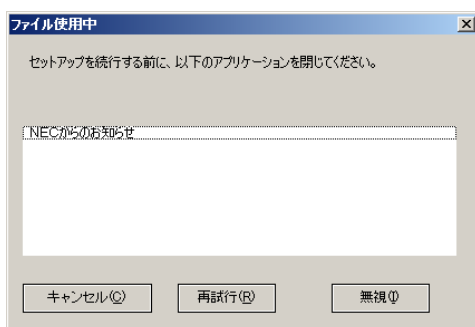 ファイル使用中
セットアップを続行する前に、以下のアプリケーションを閉じてください。
NECからのお知らせ
キャンセル(C)
再試行(R)
無視(I)